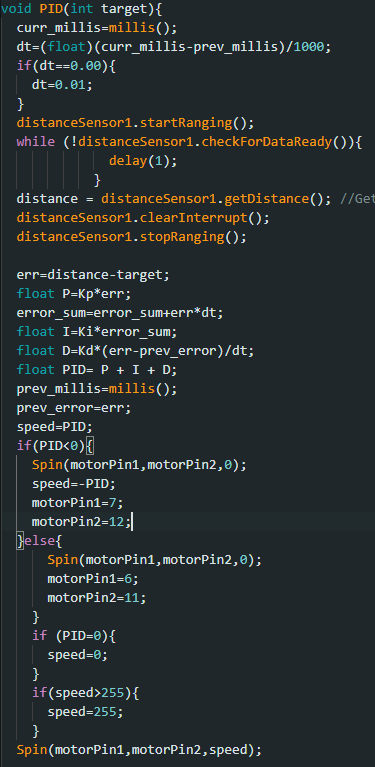 void PID(int target){
curr_millis=millis();
dt=(float)(curr_millis-prev_millis)/1000;
if(dt==0.00){
dt=0.01;
}
distanceSensor1.startRanging();
while (!distanceSensor1.checkForDataReady()){
delay(1);
}
distance = distanceSensor1.getDistance(); //Get
distanceSensor1.clearInterrupt();
distanceSensor1.stopRanging();
err=distance-target;
float P=Kp*err;
error_sum=error_sum+err*dt;
float I=Ki*error_sum;
float D=Kd*(err-prev_error)/dt;
float PID= P + I + D;
prev_millis=millis();
prev_error=err;
speed=PID;
if(PID<0){
Spin(motorPin1,motorPin2,0);
speed=-PID;
motorPin1=7;
motorPin2=12;
}else{
Spin(motorPin1,motorPin2,0);
motorPin1=6;
motorPin2=11;
}
if (PID=0){
speed=0;
}
if(speed>255){
speed=255;
}
Spin(motorPin1,motorPin2,speed);